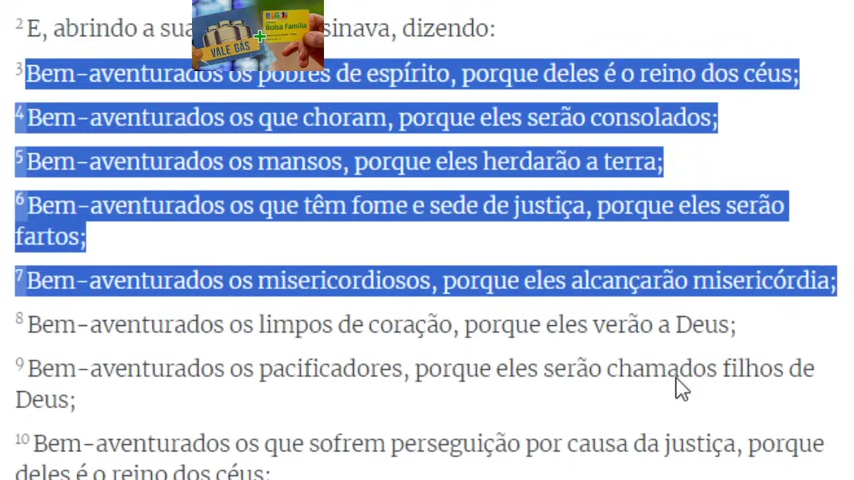 2 E, abrindo a sua sinava, dizendo:
VALE GÁS
Bolsa Família
3 Bem-aventurados os pobres de espírito, porque deles é o reino dos céus;
4 Bem-aventurados os que choram, porque eles serão consolados;
5 Bem-aventurados os mansos, porque eles herdarão a terra;
6 Bem-aventurados os que têm fome e sede de justiça, porque eles serão
fartos;
7 Bem-aventurados os misericordiosos, porque eles alcançarão misericórdia;
8 Bem-aventurados os limpos de coração, porque eles verão a Deus;
9 Bem-aventurados os pacificadores, porque eles serão chamados filhos de
Deus;
10 Bem-aventurados os que sofrem perseguição por causa da justiça, porque
deles é o reino dos céus;